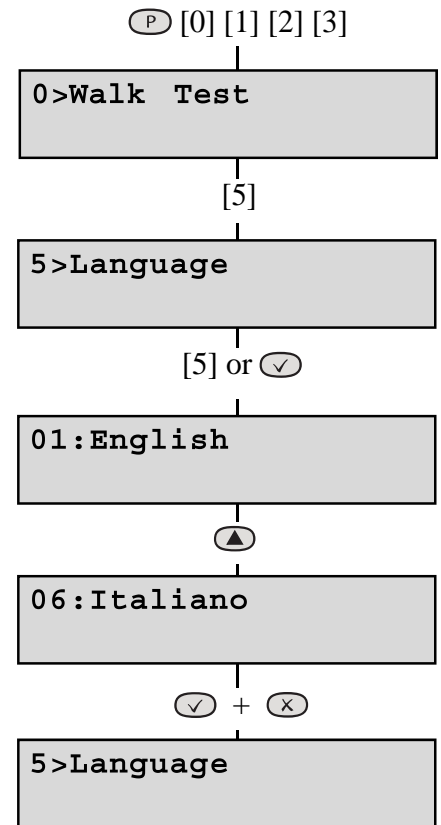 P [0] [1] [2] [3]
0>Walk Test
[5]
5>Language
[5] or ✓
01:English
▲
06:Italiano
✓ + X
5>Language